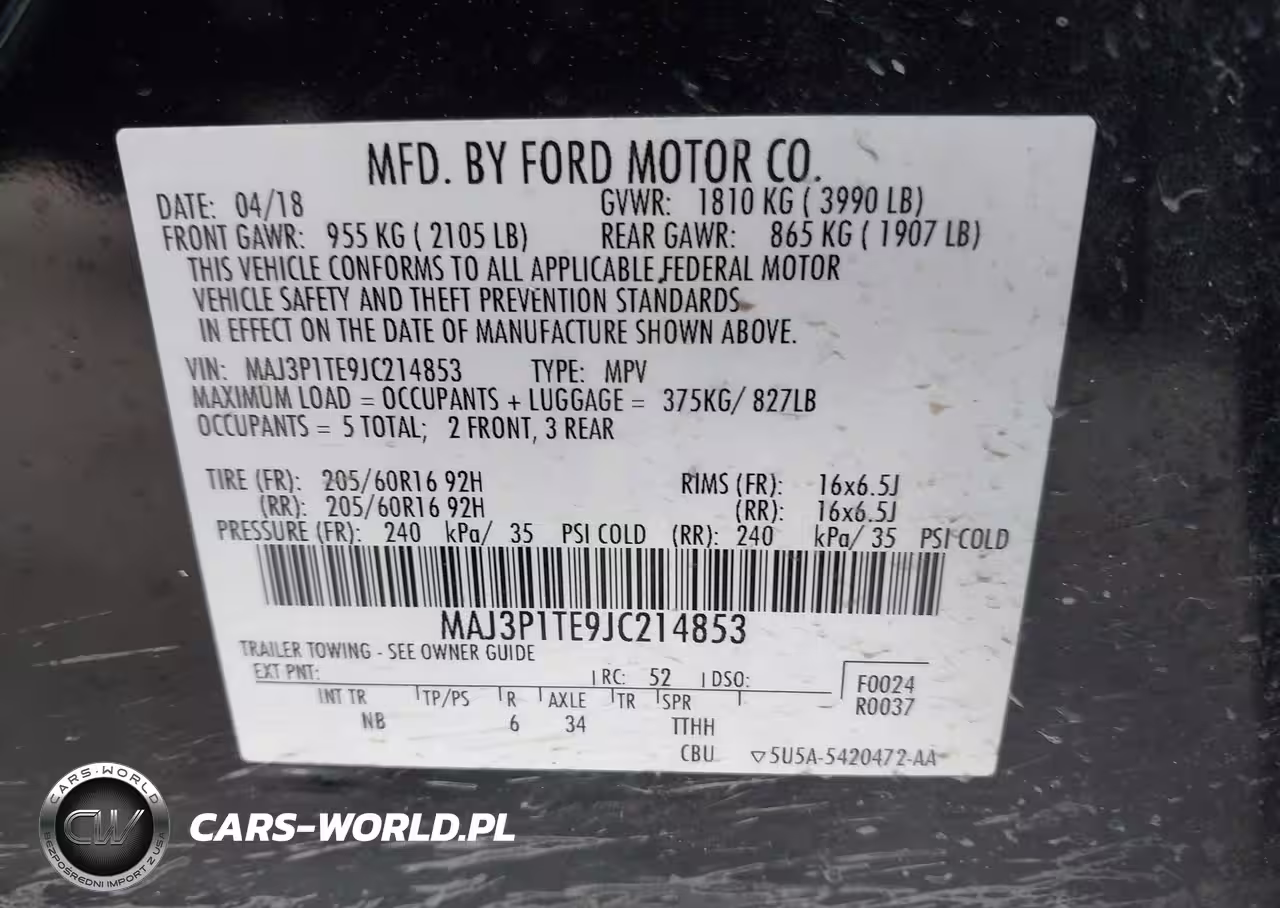 MFD. BY FORD MOTOR CO.
DATE: 04/18 GVWR: 1810 KG ( 3990 LB)
FRONT GAWR: 955 KG ( 2105 LB) REAR GAWR: 865 KG ( 1907 LB)
THIS VEHICLE CONFORMS TO ALL APPLICABLE FEDERAL MOTOR
VEHICLE SAFETY AND THEFT PREVENTION STANDARDS
IN EFFECT ON THE DATE OF MANUFACTURE SHOWN ABOVE.
VIN: MAJ3P1TE9JC214853 TYPE: MPV
MAXIMUM LOAD = OCCUPANTS + LUGGAGE = 375KG/ 827LB
OCCUPANTS = 5 TOTAL; 2 FRONT, 3 REAR
TIRE (FR): 205/60R16 92H RIMS (FR): 16x6.5J
(RR): 205/60R16 92H (RR): 16x6.5J
PRESSURE (FR): 240 kPa/ 35 PSI COLD (RR): 240 kPa/ 35 PSI COLD
MAJ3P1TE9JC214853
TRAILER TOWING - SEE OWNER GUIDE
EXT PNT: RC: 52 DSO: F0024
INT TR TP/PS R AXLE TR SPR R0037
NB 6 34 TTHH
CBU ▽5U5A-5420472-AA
CARS-WORLD
CW
BEZPOŚREDNI IMPORT Z USA
CARS-WORLD.PL